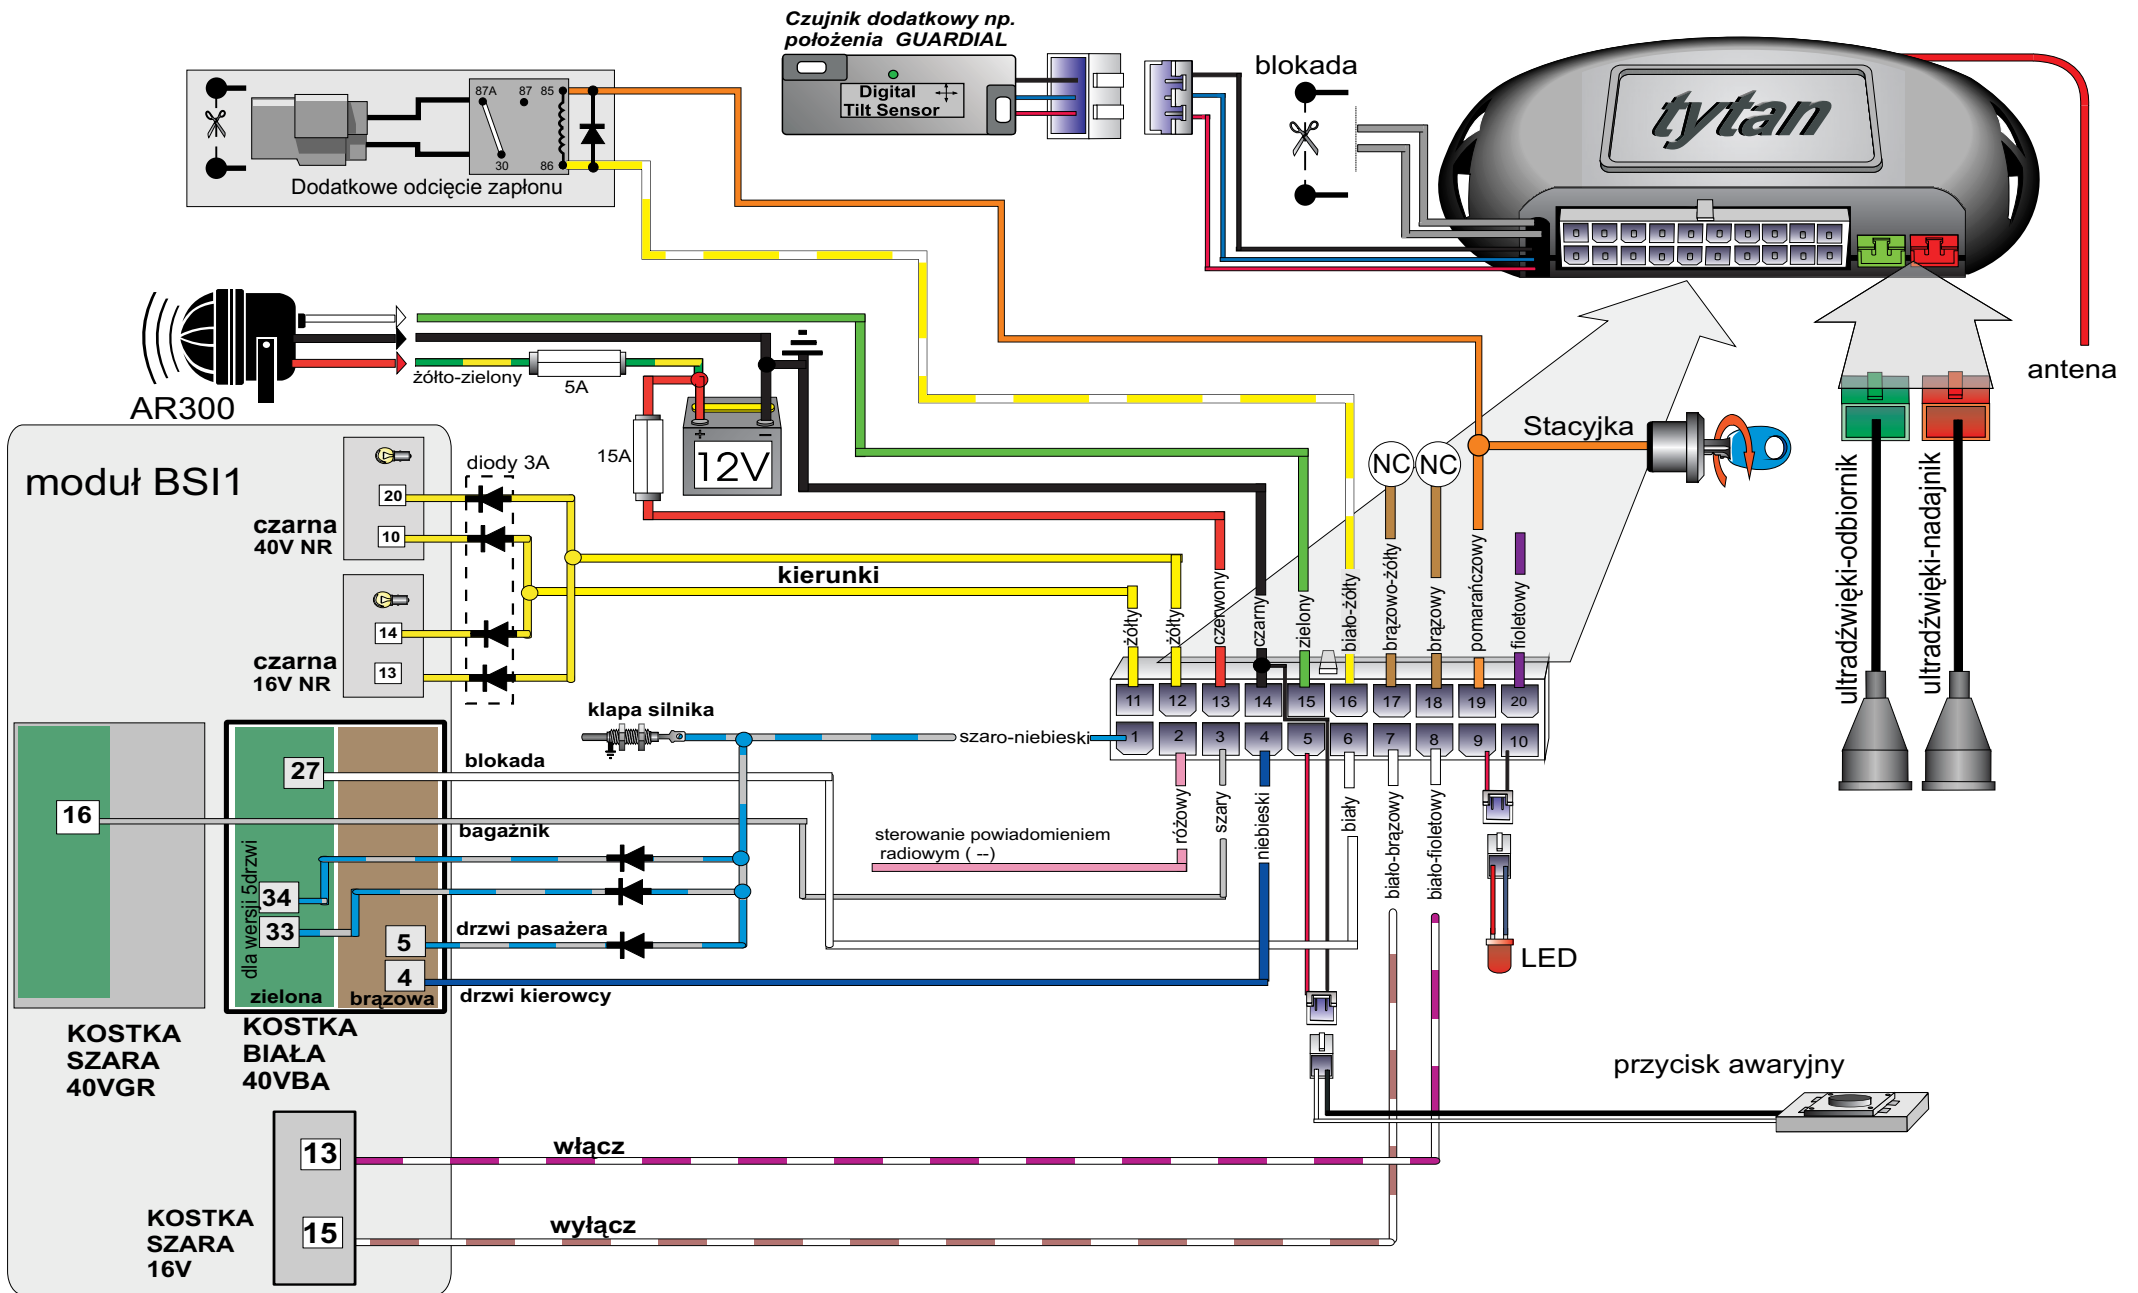 Czujnik dodatkowy np.
położenia GUARDIAL
Digital
Tilt Sensor
blokada
tytan
87A
87
85
30
86
Dodatkowe odcięcie zapłonu
antena
AR300
żółto-zielony
5A
15A
+
−
12V
Stacyjka
NC
NC
ultradźwięki-odbiornik
ultradźwięki-nadajnik
moduł BSI1
diody 3A
20
10
czarna
40V NR
14
13
czarna
16V NR
kierunki
żółty
żółty
czerwony
czarny
zielony
biało-żółty
brązowo-żółty
brązowy
pomarańczowy
fioletowy
11
12
13
14
15
16
17
18
19
20
1
2
3
4
5
6
7
8
9
10
klapa silnika
szaro-niebieski
różowy
szary
niebieski
biały
biało-brązowy
biało-fioletowy
sterowanie powiadomieniem
radiowym ( --)
LED
blokada
27
16
bagażnik
dla wersji 5drzwi
34
33
drzwi pasażera
5
4
drzwi kierowcy
zielona
brązowa
KOSTKA
SZARA
40VGR
KOSTKA
BIAŁA
40VBA
przycisk awaryjny
13
włącz
15
wyłącz
KOSTKA
SZARA
16V